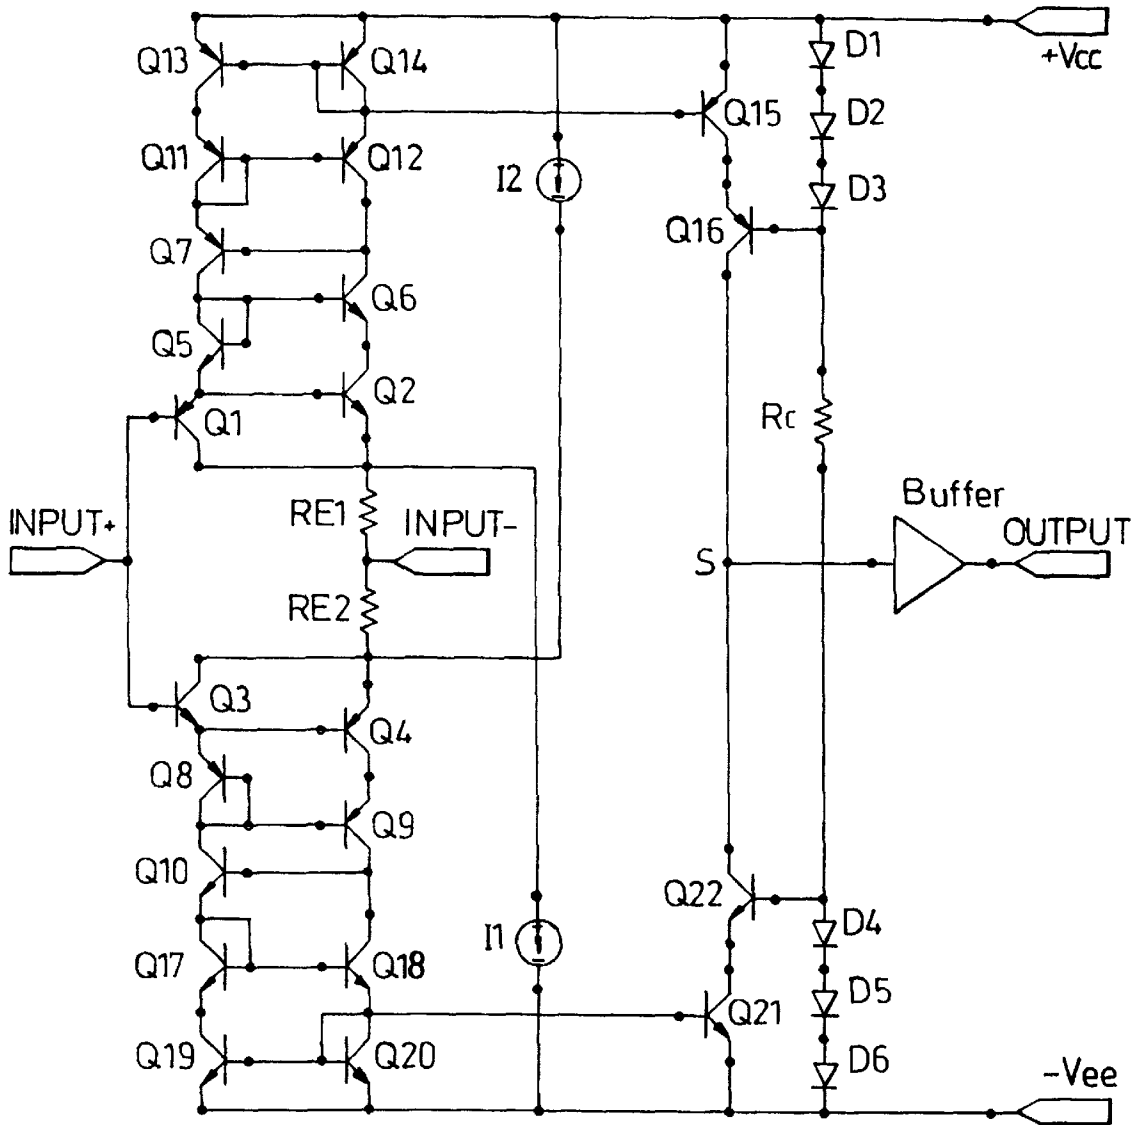 D1
Q13
Q14
+Vcc
D2
Q15
Q11
Q12
I2
D3
Q16
Q7
Q6
Q5
Q2
Q1
Rc
Buffer
RE1
INPUT+
INPUT-
OUTPUT
S
RE2
Q3
Q4
Q8
Q9
Q10
Q22
D4
I1
Q17
Q18
D5
Q21
Q19
Q20
D6
-Vee